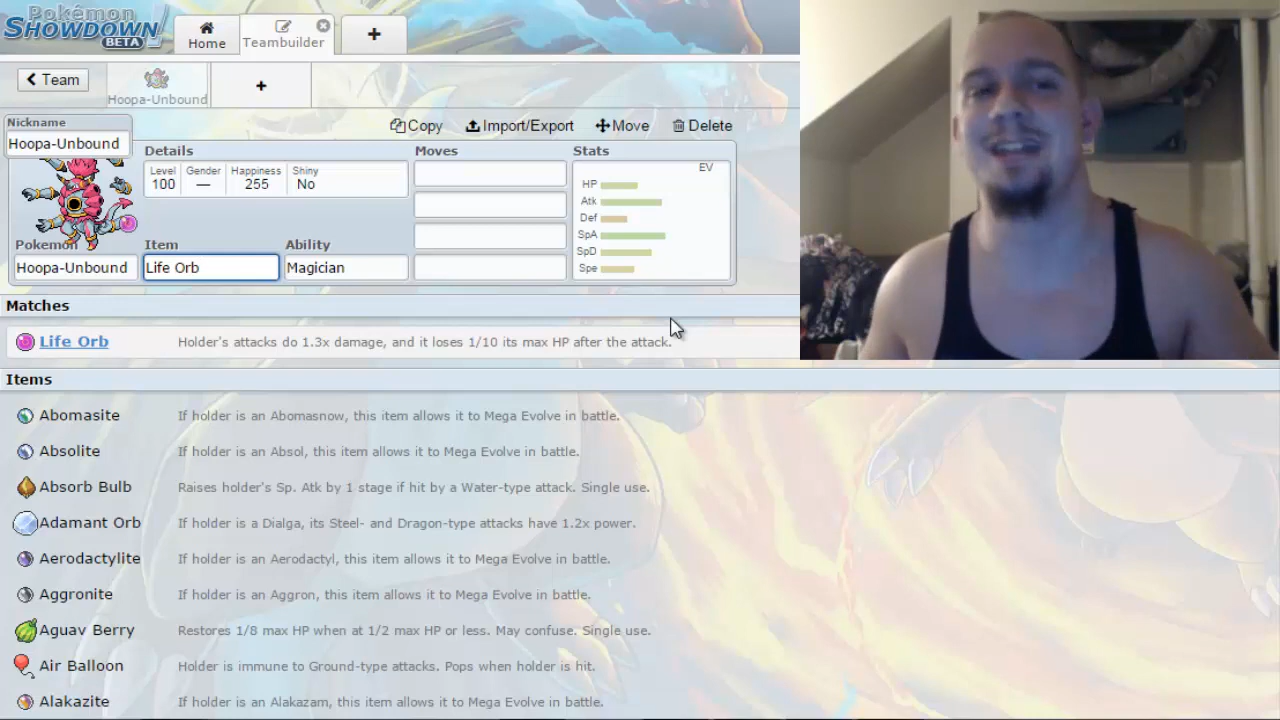 Pokémon
SHOWDOWN!
BETA
Home
Teambuilder
+
Team
Hoopa-Unbound
+
Nickname
Hoopa-Unbound
Copy
Import/Export
Move
Delete
Details
Moves
Stats
Level
100
Gender
—
Happiness
255
Shiny
No
EV
HP
Atk
Def
SpA
SpD
Spe
Pokemon
Item
Ability
Hoopa-Unbound
Life Orb
Magician
Matches
Life Orb Holder's attacks do 1.3x damage, and it loses 1/10 its max HP after the attack.
Items
Abomasite If holder is an Abomasnow, this item allows it to Mega Evolve in battle.
Absolite If holder is an Absol, this item allows it to Mega Evolve in battle.
Absorb Bulb Raises holder's Sp. Atk by 1 stage if hit by a Water-type attack. Single use.
Adamant Orb If holder is a Dialga, its Steel- and Dragon-type attacks have 1.2x power.
Aerodactylite If holder is an Aerodactyl, this item allows it to Mega Evolve in battle.
Aggronite If holder is an Aggron, this item allows it to Mega Evolve in battle.
Aguav Berry Restores 1/8 max HP when at 1/2 max HP or less. May confuse. Single use.
Air Balloon Holder is immune to Ground-type attacks. Pops when holder is hit.
Alakazite If holder is an Alakazam, this item allows it to Mega Evolve in battle.